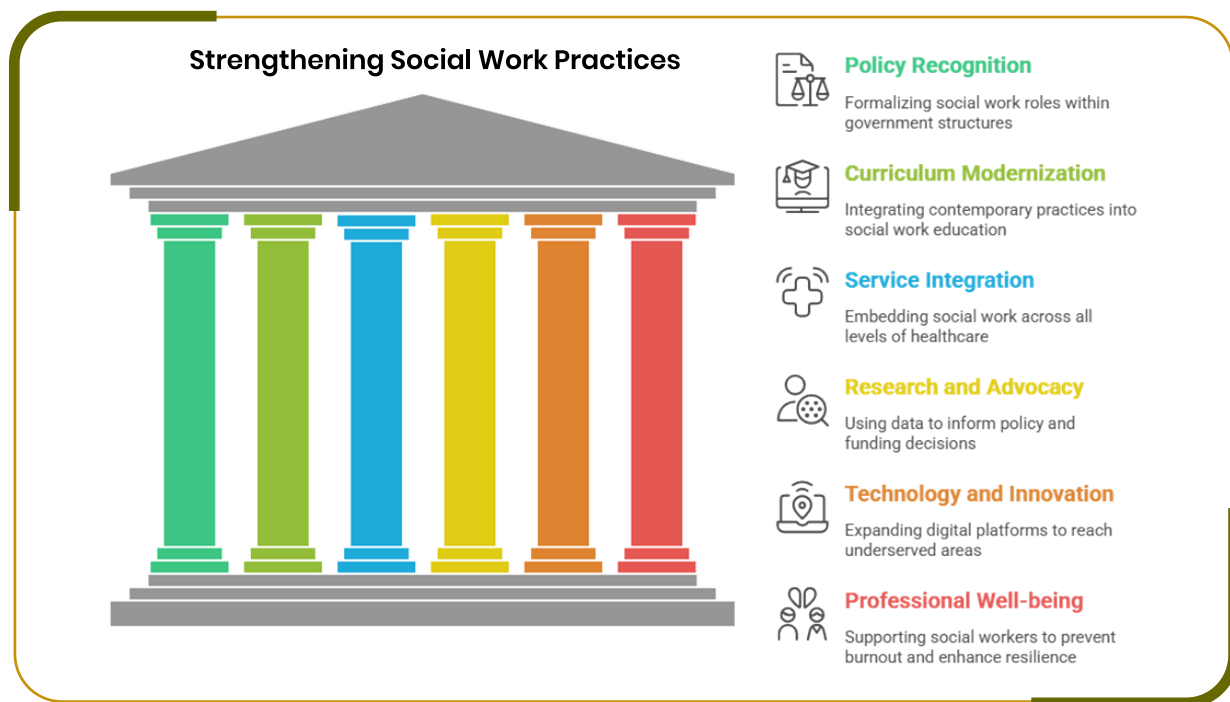 Strengthening Social Work Practices
Policy Recognition
Formalizing social work roles within
government structures
Curriculum Modernization
Integrating contemporary practices into
social work education
Service Integration
Embedding social work across all
levels of healthcare
Research and Advocacy
Using data to inform policy and
funding decisions
Technology and Innovation
Expanding digital platforms to reach
underserved areas
Professional Well-being
Supporting social workers to prevent
burnout and enhance resilience